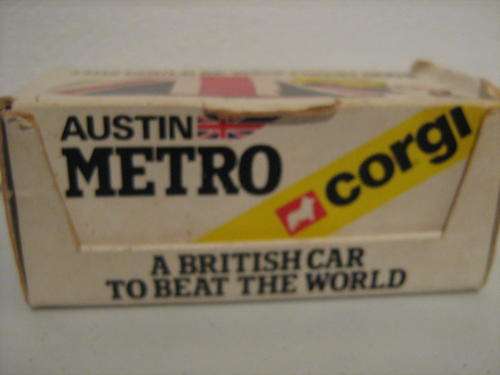 AUSTIN
METRO
corgi
A BRITISH CAR
TO BEAT THE WORLD